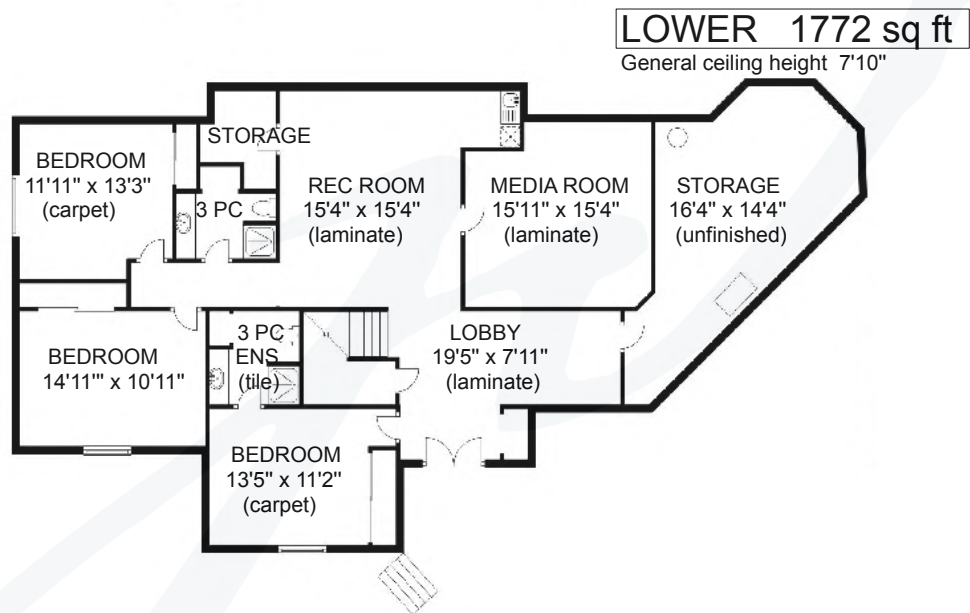 LOWER 1772 sq ft
General ceiling height 7'10"
STORAGE
BEDROOM
11'11" x 13'3"
(carpet)
3 PC
REC ROOM
15'4" x 15'4"
(laminate)
MEDIA ROOM
15'11" x 15'4"
(laminate)
STORAGE
16'4" x 14'4"
(unfinished)
BEDROOM
14'11'" x 10'11"
3 PC
ENS
(tile)
LOBBY
19'5" x 7'11"
(laminate)
BEDROOM
13'5" x 11'2"
(carpet)